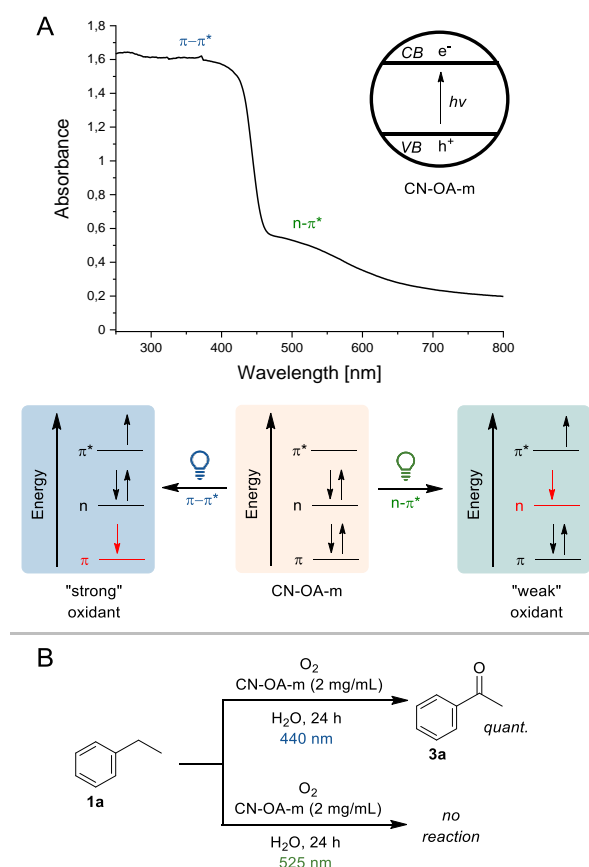 A
Absorbance
1,8
1,6
1,4
1,2
1
0,8
0,6
0,4
0,2
0
300
400
500
600
700
800
Wavelength [nm]
π−π*
n-π*
CB e-
hv
VB h+
CN-OA-m
Energy
π*
n
π
"strong"
oxidant
π−π*
Energy
π*
n
π
CN-OA-m
n-π*
Energy
π*
n
π
"weak"
oxidant
B
1a
O2
CN-OA-m (2 mg/mL)
H2O, 24 h
440 nm
O
3a
quant.
O2
CN-OA-m (2 mg/mL)
H2O, 24 h
525 nm
no
reaction